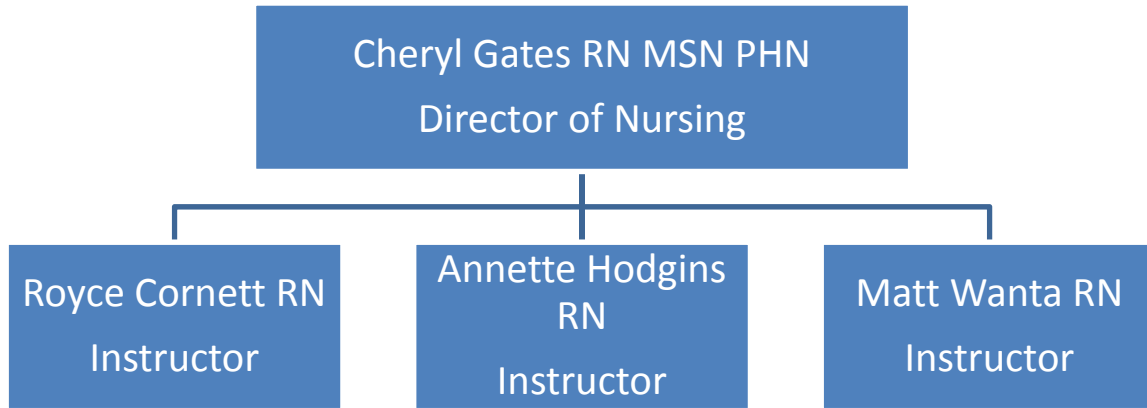 Cheryl Gates RN MSN PHN
Director of Nursing
Royce Cornett RN
Instructor
Annette Hodgins
RN
Instructor
Matt Wanta RN
Instructor